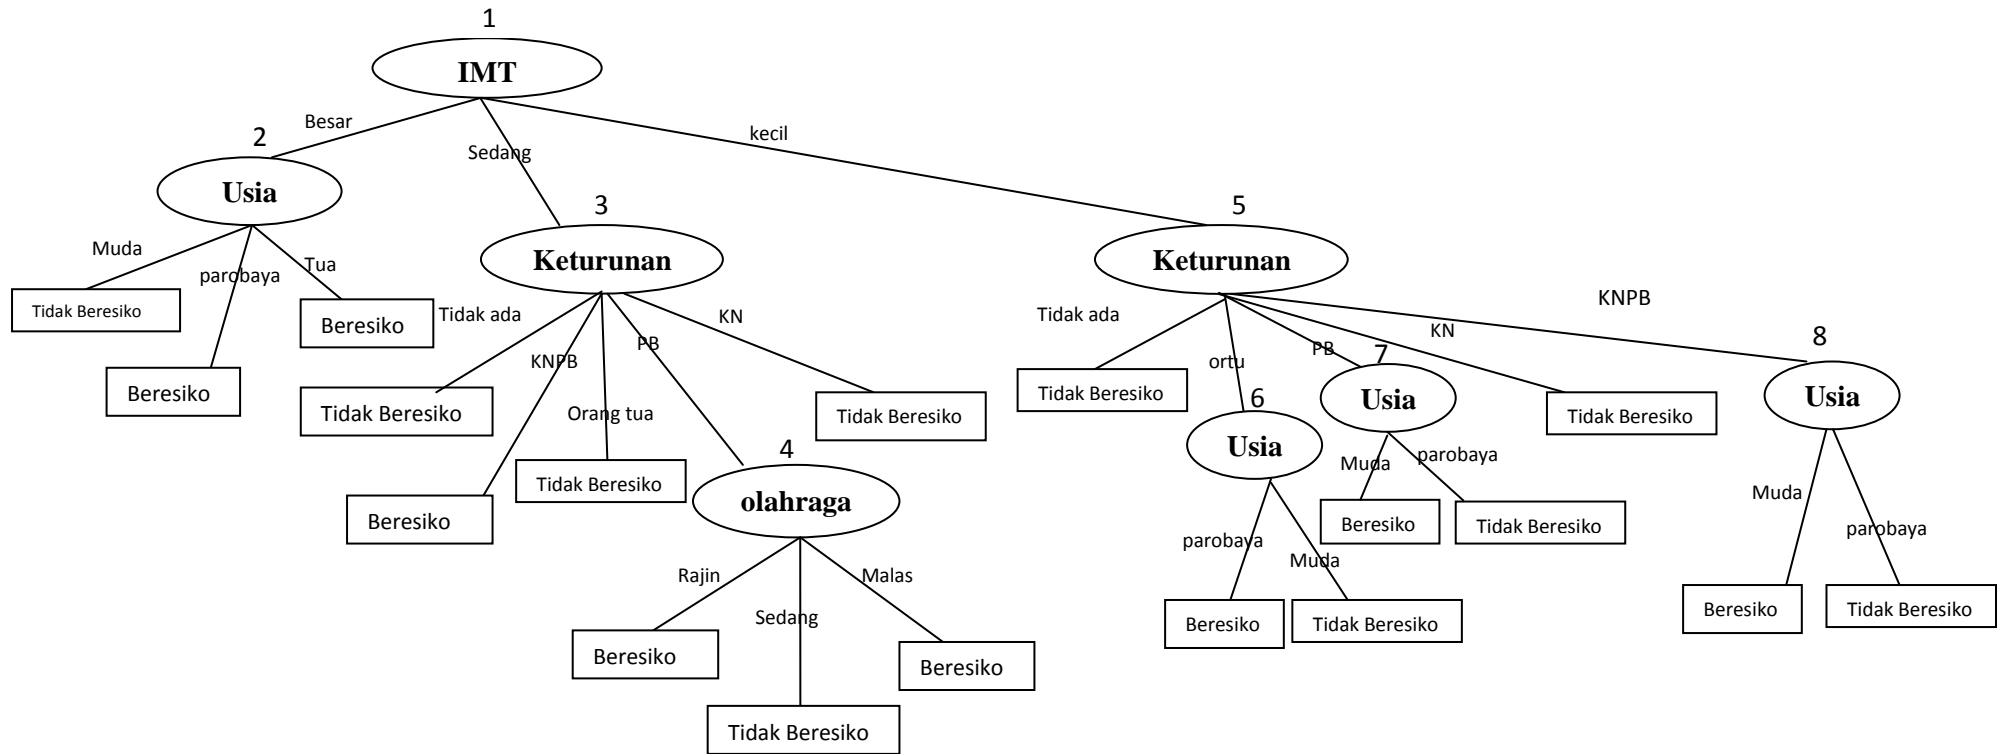 1
IMT
Besar
Sedang
kecil
2
Usia
3
Keturunan
5
Keturunan
Muda
parobaya
Tua
Tidak Beresiko
Beresiko
Beresiko
Tidak ada
KNPB
Orang tua
PB
KN
Tidak Beresiko
Beresiko
Tidak Beresiko
Tidak Beresiko
4
olahraga
Rajin
Sedang
Malas
Beresiko
Tidak Beresiko
Beresiko
Tidak ada
ortu
PB
KN
KNPB
Tidak Beresiko
6
Usia
parobaya
Muda
Beresiko
Tidak Beresiko
7
Usia
Muda
parobaya
Beresiko
Tidak Beresiko
Tidak Beresiko
8
Usia
Muda
parobaya
Beresiko
Tidak Beresiko